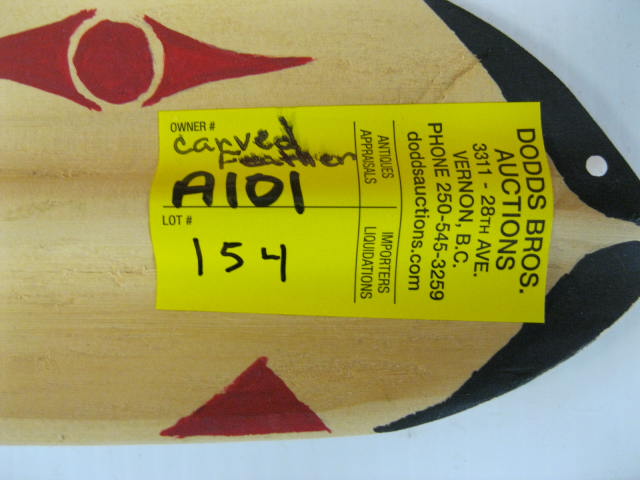 OWNER #
carved
Feather
A101
LOT #
154
ANTIQUES
APPRAISALS
IMPORTERS
LIQUIDATIONS
DODDS BROS.
AUCTIONS
3311 - 28TH AVE.
VERNON, B.C.
PHONE 250-545-3259
doddsauctions.com